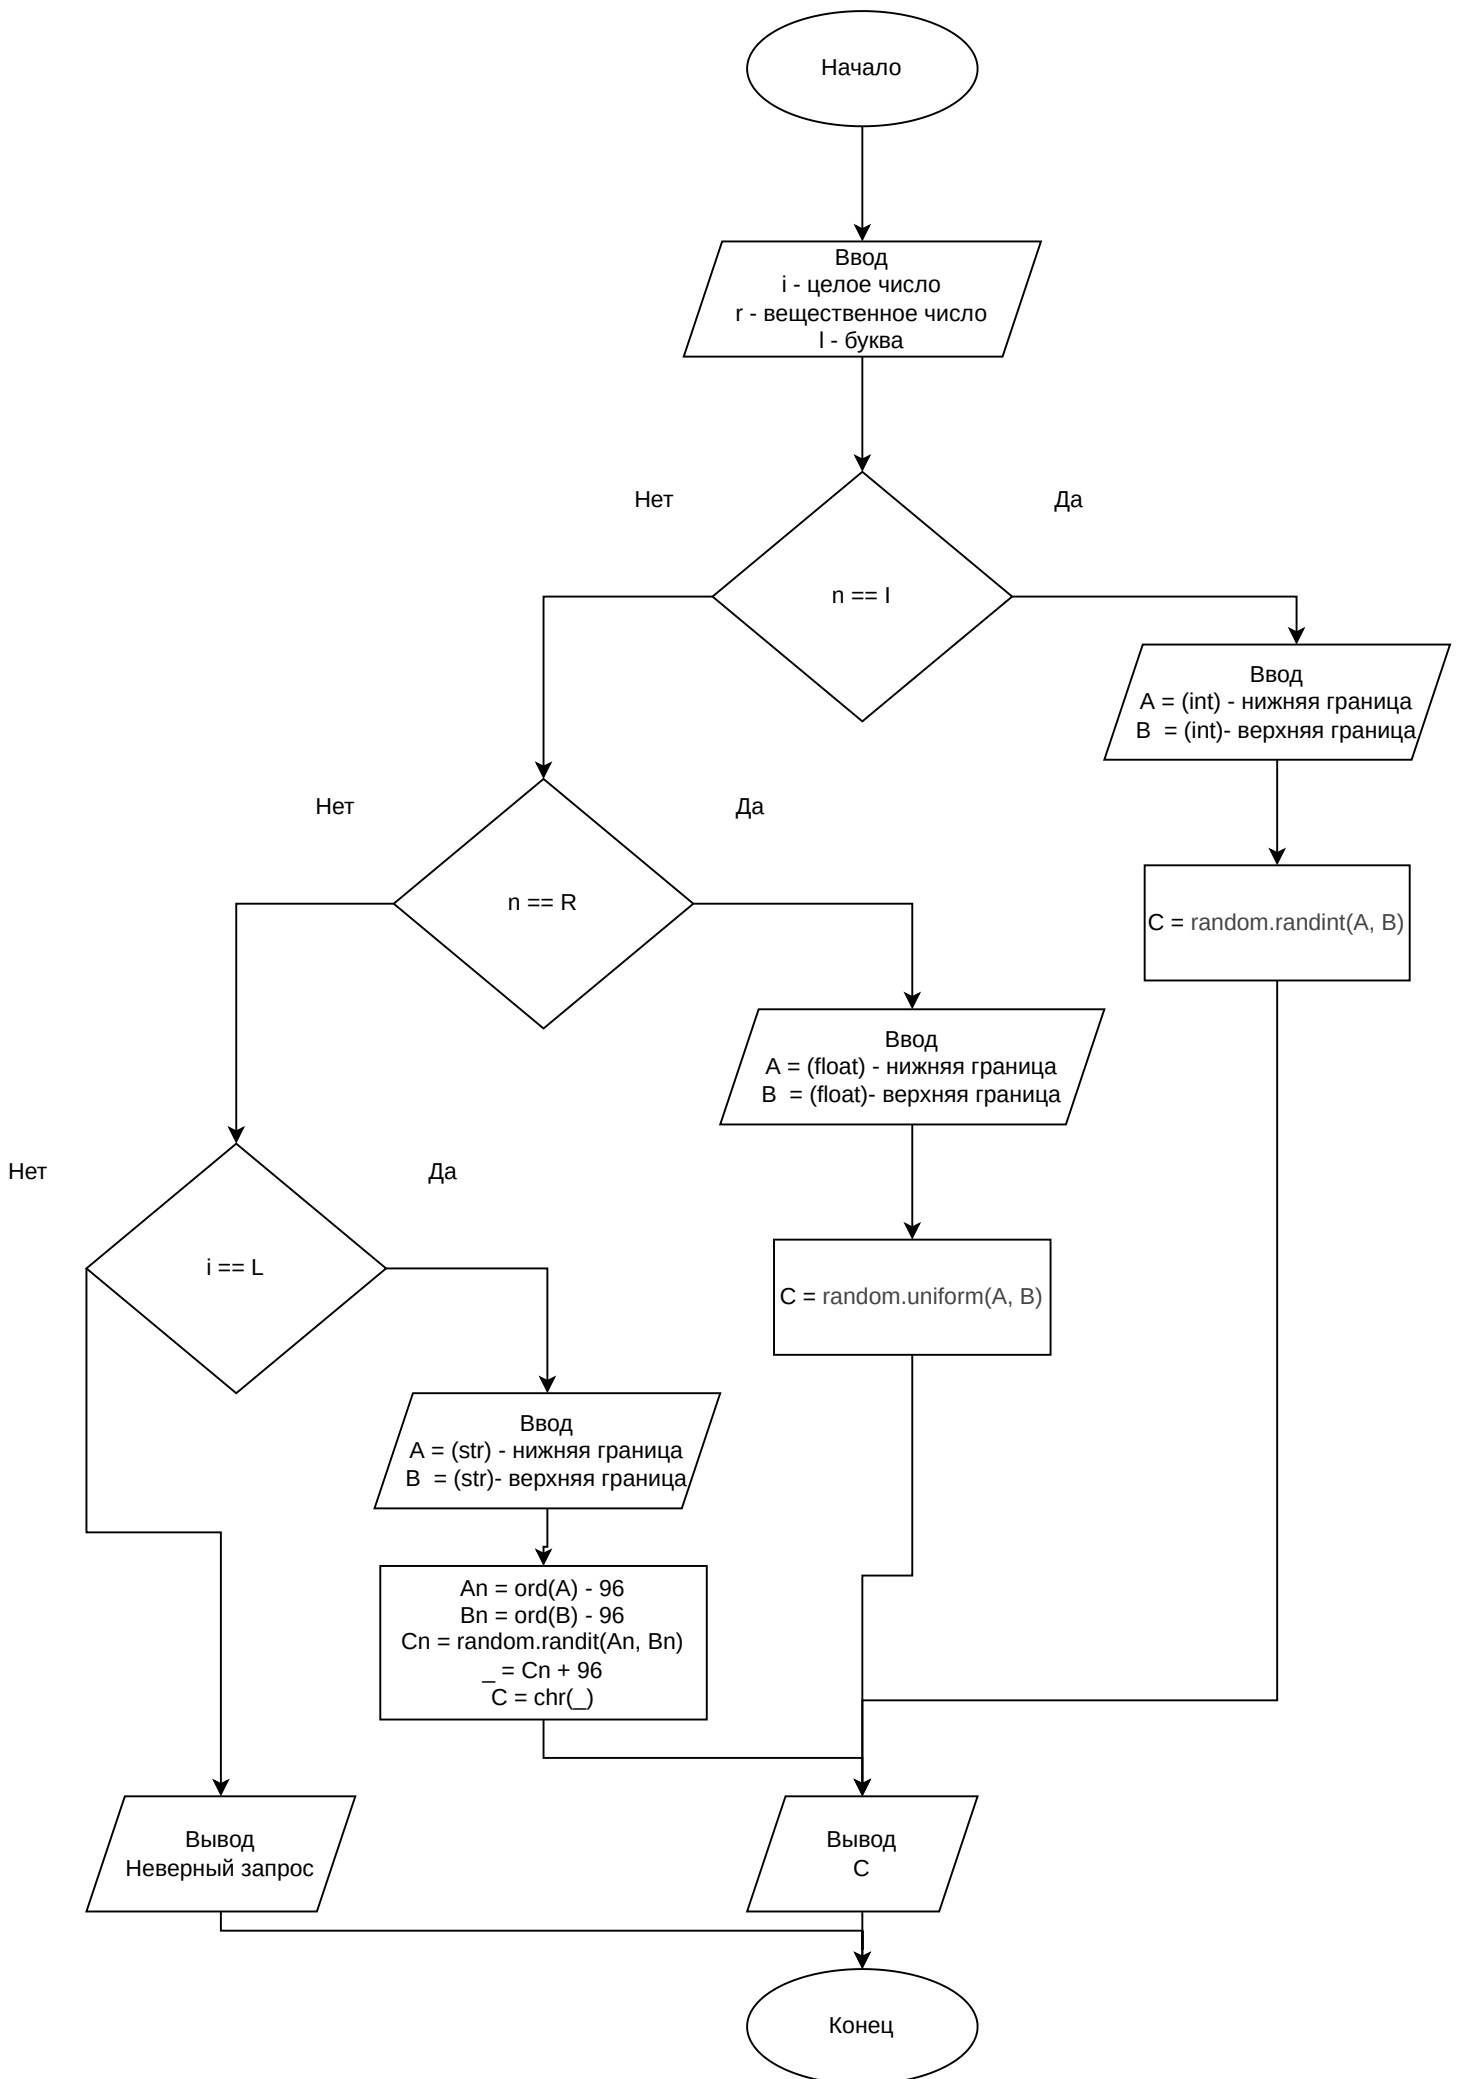 Начало
Ввод
i - целое число
r - вещественное число
l - буква
Нет
Да
n == I
Ввод
A = (int) - нижняя граница
B  = (int)- верхняя граница
C = random.randint(A, B)
Нет
Да
n == R
Ввод
A = (float) - нижняя граница
B  = (float)- верхняя граница
C = random.uniform(A, B)
Нет
Да
i == L
Ввод
A = (str) - нижняя граница
B  = (str)- верхняя граница
An = ord(A) - 96
Bn = ord(B) - 96
Cn = random.randit(An, Bn)
_ = Cn + 96
C = chr(_)
Вывод
Неверный запрос
Вывод
C
Конец